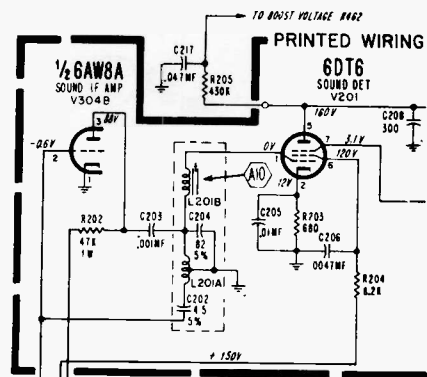 TO BOOST VOLTAGE R462
PRINTED WIRING
½ 6AW8A
SOUND IF AMP
V304B
C217
.047MF
R205
430K
6DT6
SOUND DET
V201
160V
C208
300
3
88V
-0.6V
2
1
0V
1
5
7
3.1V
120V
6
2
12V
A10
L201B
R202
47K
1W
C203
.001MF
C204
82
5%
C205
.01MF
R203
680
C206
.0047MF
L201A
C202
4.5
5%
R204
8.2K
+150V